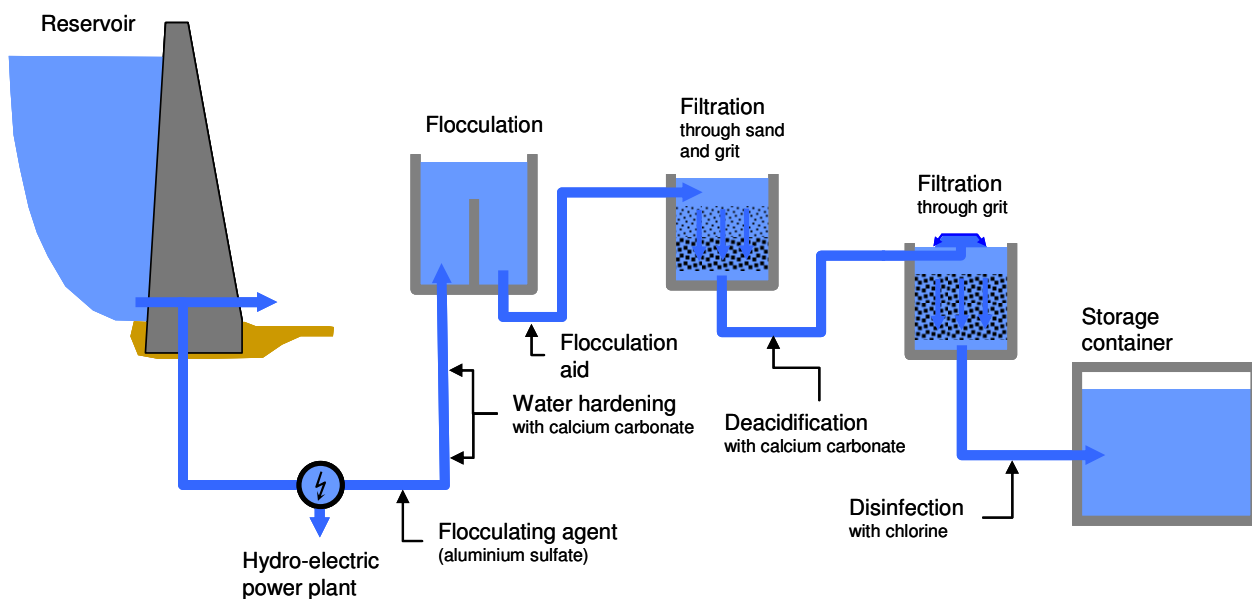 Reservoir
Flocculation
Filtration
through sand
and grit
Filtration
through grit
Storage
container
Flocculation
aid
Water hardening
with calcium carbonate
Deacidification
with calcium carbonate
Disinfection
with chlorine
Flocculating agent
(aluminium sulfate)
Hydro-electric
power plant